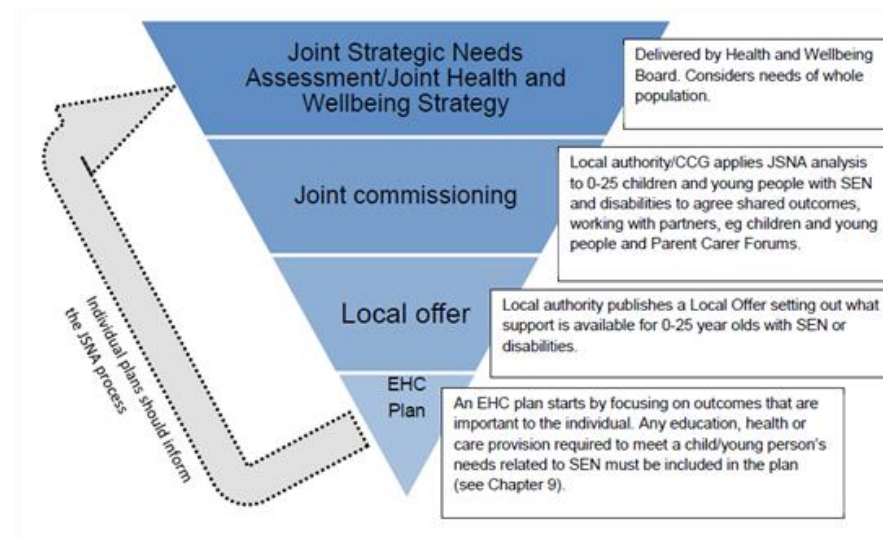 Joint Strategic Needs
Assessment/Joint Health and
Wellbeing Strategy
Delivered by Health and Wellbeing
Board. Considers needs of whole
population.
Joint commissioning
Local authority/CCG applies JSNA analysis
to 0-25 children and young people with SEN
and disabilities to agree shared outcomes,
working with partners, eg children and young
people and Parent Carer Forums.
Local offer
Local authority publishes a Local Offer setting out what
support is available for 0-25 year olds with SEN or
disabilities.
EHC
Plan
An EHC plan starts by focusing on outcomes that are
important to the individual. Any education, health or
care provision required to meet a child/young person's
needs related to SEN must be included in the plan
(see Chapter 9).
Individual plans should inform
the JSNA process